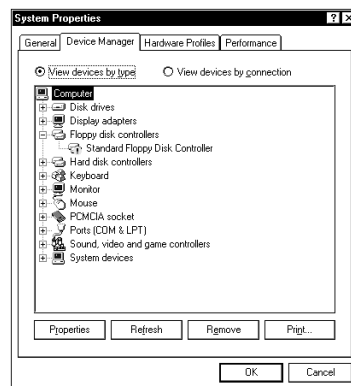 System Properties
General Device Manager Hardware Profiles Performance
View devices by type View devices by connection
Computer
Disk drives
Display adapters
Floppy disk controllers
Standard Floppy Disk Controller
Hard disk controllers
Keyboard
Monitor
Mouse
PCMCIA socket
Ports (COM & LPT)
Sound, video and game controllers
System devices
Properties Refresh Remove Print...
OK Cancel